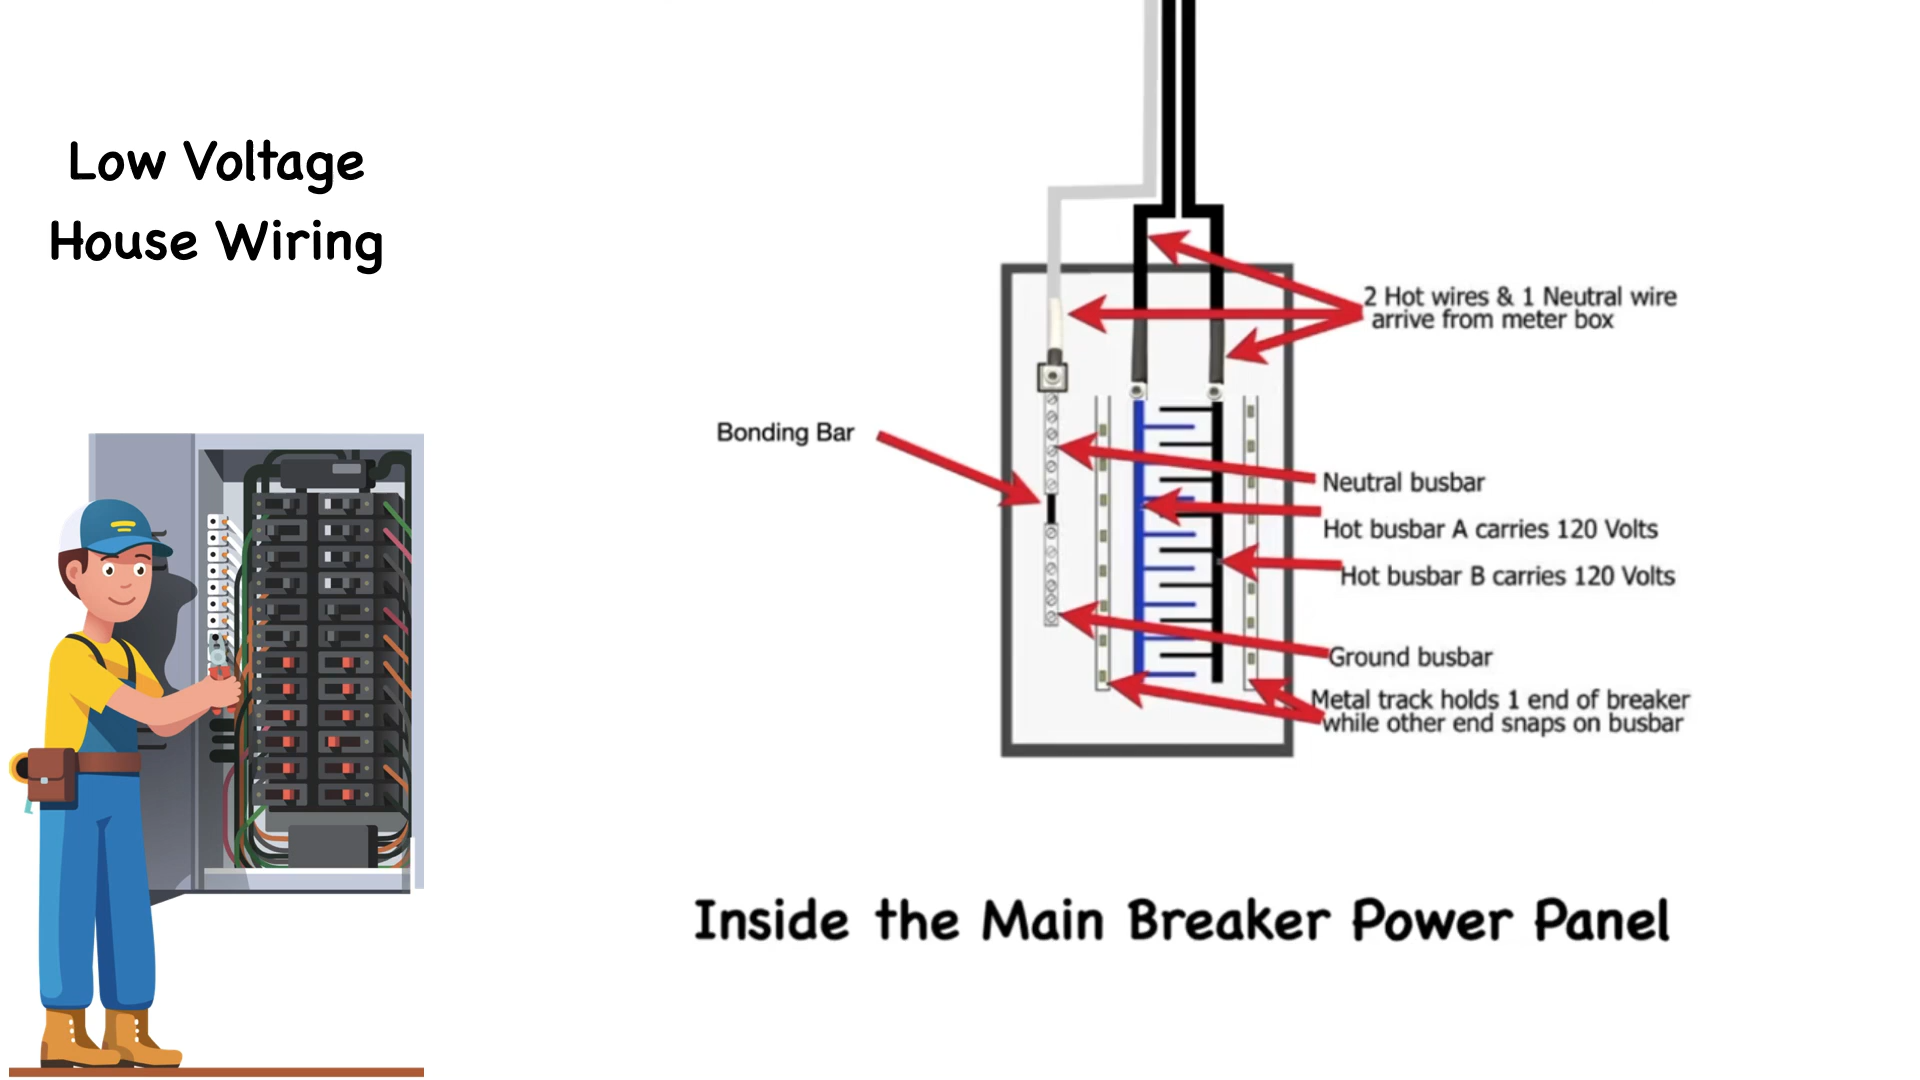 Low Voltage
House Wiring
2 Hot wires & 1 Neutral wire
arrive from meter box
Bonding Bar
Neutral busbar
Hot busbar A carries 120 Volts
Hot busbar B carries 120 Volts
Ground busbar
Metal track holds 1 end of breaker
while other end snaps on busbar
Inside the Main Breaker Power Panel